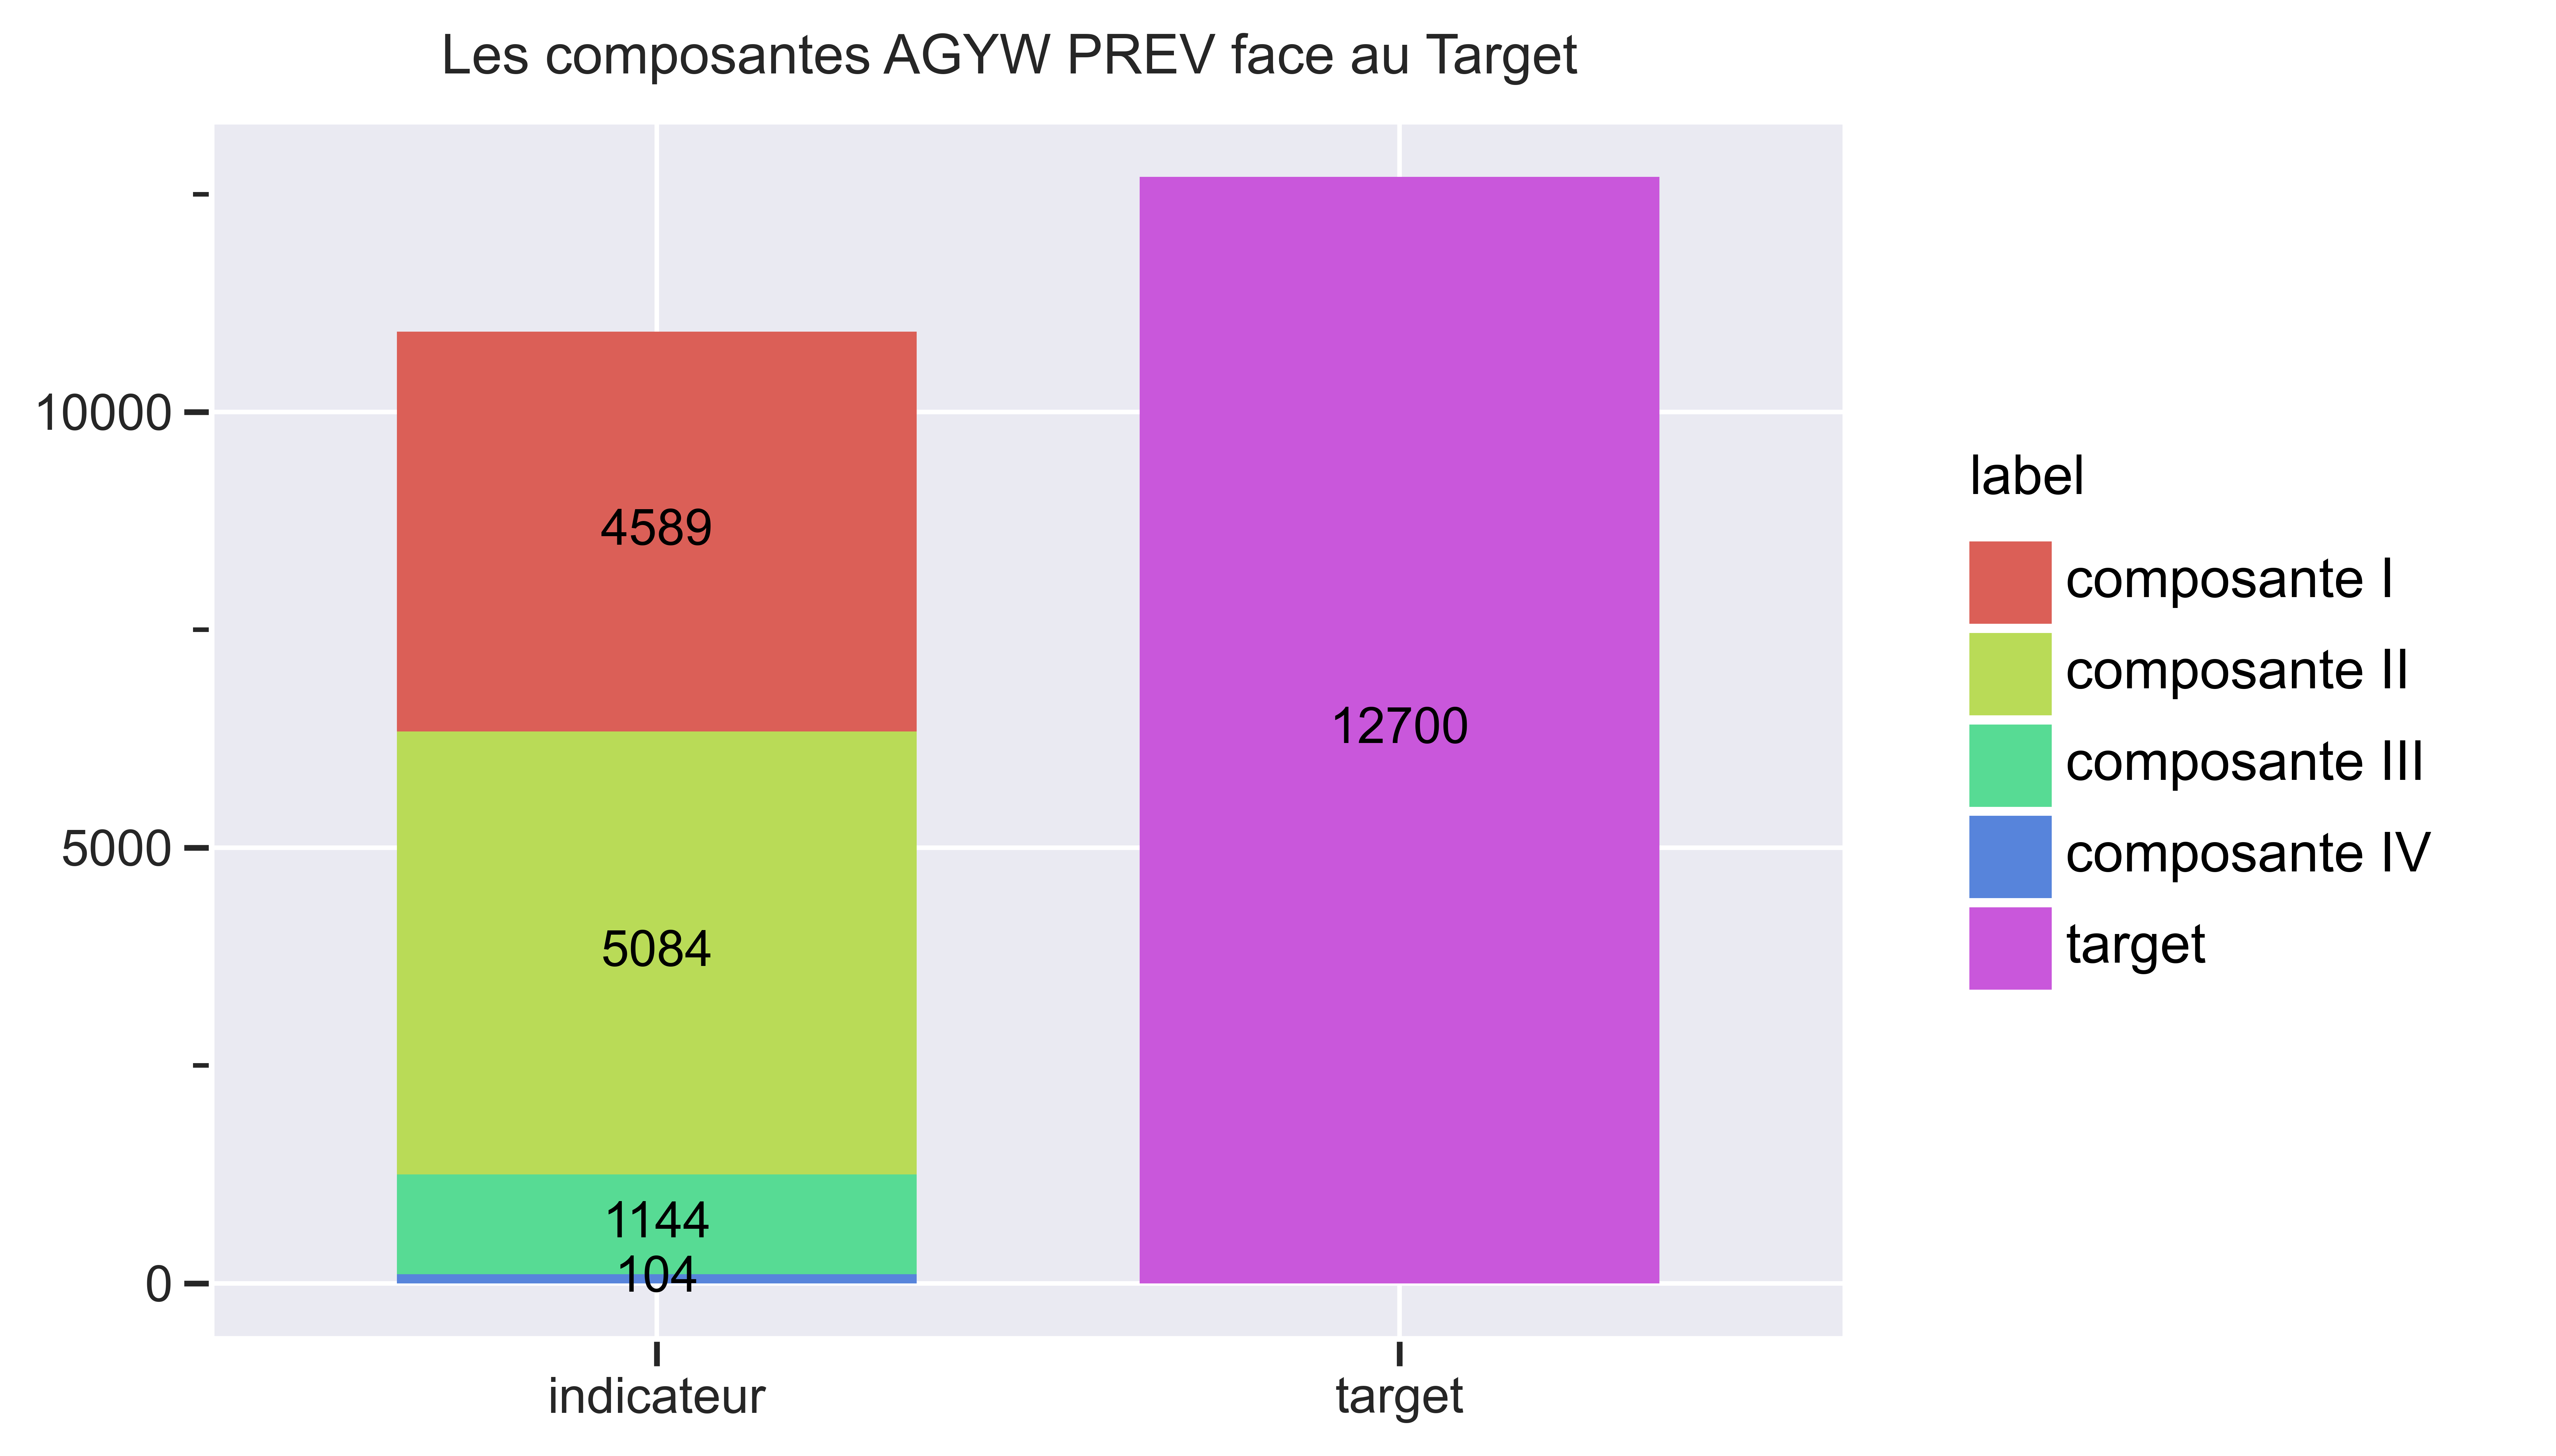 Les composantes AGYW PREV face au Target
10000
5000
0
4589
5084
1144
104
12700
indicateur
target
label
composante I
composante II
composante III
composante IV
target